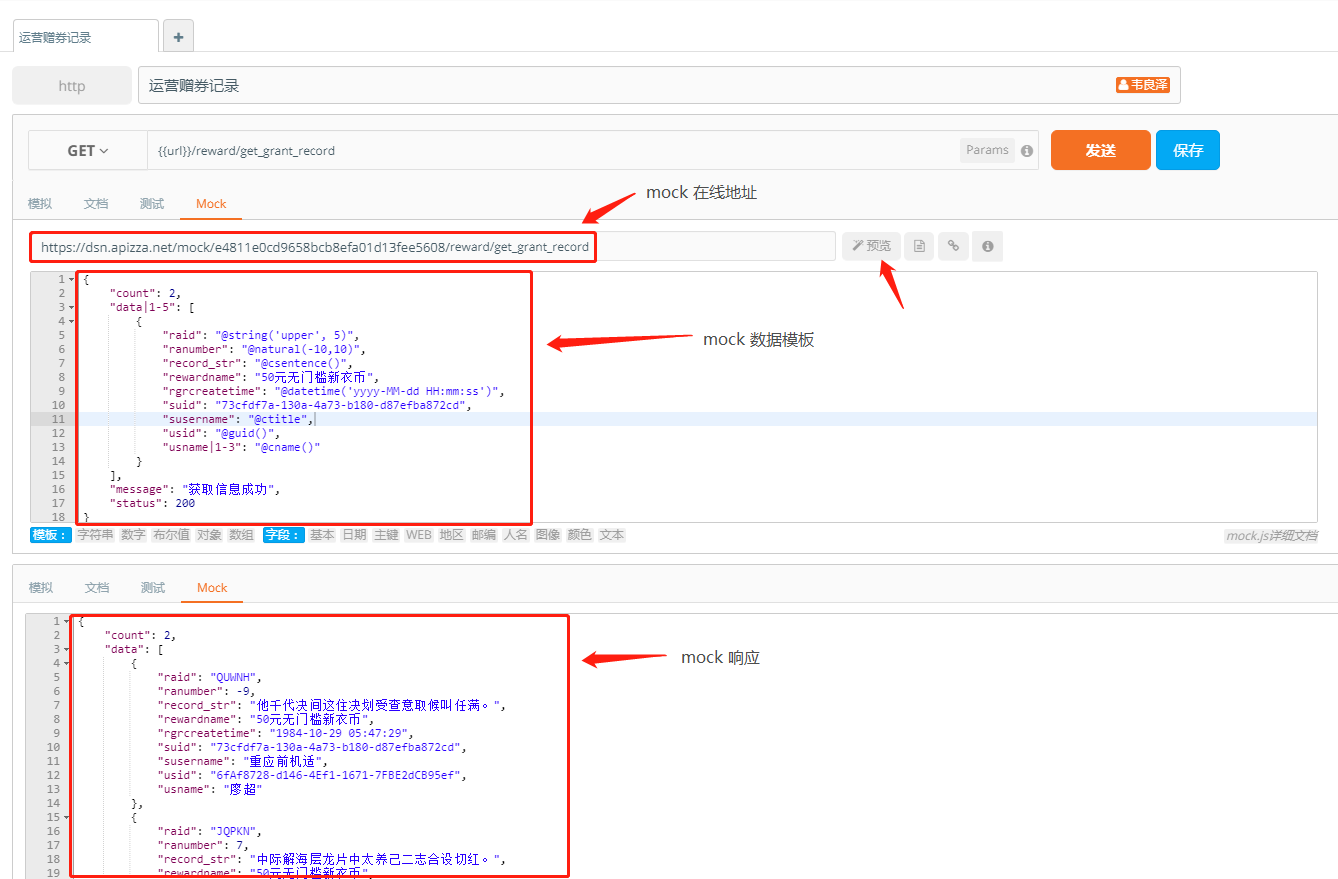 运营赠券记录 +
http 运营赠券记录 韦良泽
GET {{url}}/reward/get_grant_record Params 发送 保存
模拟 文档 测试 Mock
mock 在线地址
https://dsn.apizza.net/mock/e4811e0cd9658bcb8efa01d13fee5608/reward/get_grant_record 预览
1 {
2 "count": 2,
3 "data|1-5": [
4 {
5 "raid": "@string('upper', 5)",
6 "ranumber": "@natural(-10,10)",
7 "record_str": "@csentence()",
8 "rewardname": "50元无门槛新衣币",
9 "rgrcreatetime": "@datetime('yyyy-MM-dd HH:mm:ss')",
10 "suid": "73cfdf7a-130a-4a73-b180-d87efba872cd",
11 "susername": "@ctitle",
12 "usid": "@guid()",
13 "usname|1-3": "@cname()"
14 }
15 ],
16 "message": "获取信息成功",
17 "status": 200
18 }
mock 数据模板
模板： 字符串 数字 布尔值 对象 数组 字段： 基本 日期 主键 WEB 地区 邮编 人名 图像 颜色 文本 mock.js详细文档
模拟 文档 测试 Mock
1 {
2 "count": 2,
3 "data": [
4 {
5 "raid": "QUWNH",
6 "ranumber": -9,
7 "record_str": "他千代决间这住决划受查意取候叫任满。",
8 "rewardname": "50元无门槛新衣币",
9 "rgrcreatetime": "1984-10-29 05:47:29",
10 "suid": "73cfdf7a-130a-4a73-b180-d87efba872cd",
11 "susername": "重应前机适",
12 "usid": "6fAf8728-d146-4Ef1-1671-7FBE2dCB95ef",
13 "usname": "廖超"
14 },
15 {
16 "raid": "JQPKN",
17 "ranumber": 7,
18 "record_str": "中际解海层龙片中太养己二志合设切红。",
19 "rewardname": "50元无门槛新衣币",
mock 响应